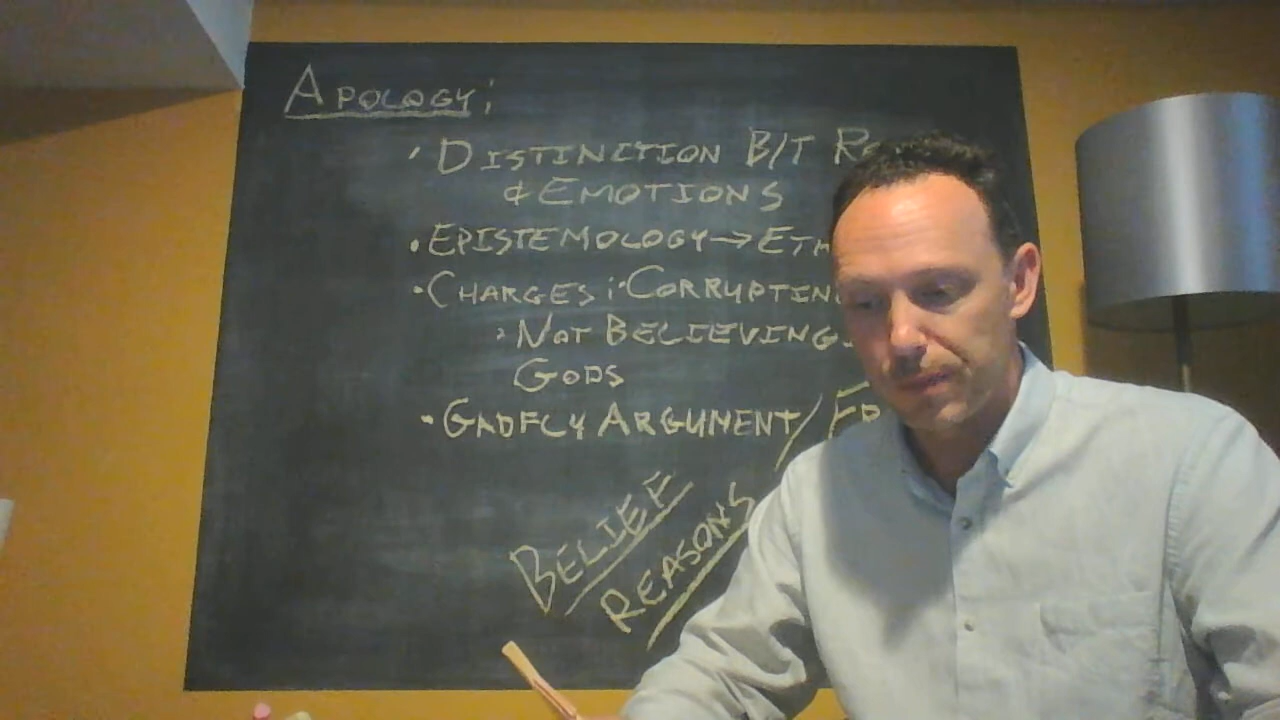 APOLOGY:
· DISTINCTION B/T
& EMOTIONS
· EPISTEMOLOGY →
· CHARGES: · CORRUPTING
· NOT BELIEVING
GODS
· GADFLY ARGUMENT /
BELIEF
REASONS